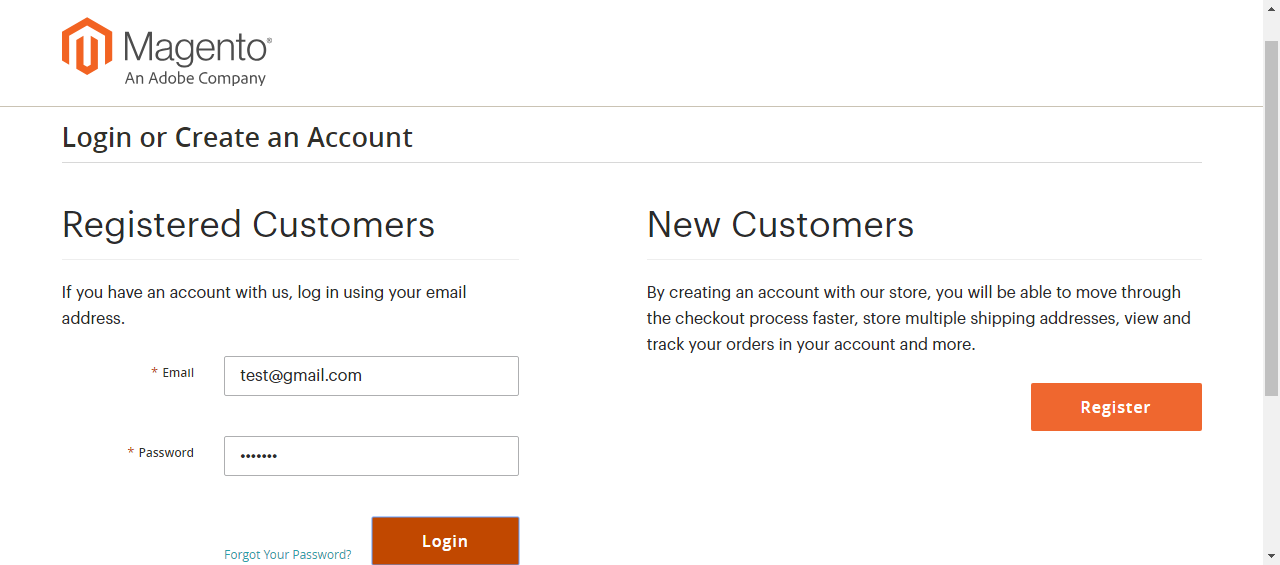 Magento®
An Adobe Company
Login or Create an Account
Registered Customers
If you have an account with us, log in using your email
address.
* Email
test@gmail.com
* Password
•••••••
Forgot Your Password?
Login
New Customers
By creating an account with our store, you will be able to move through
the checkout process faster, store multiple shipping addresses, view and
track your orders in your account and more.
Register